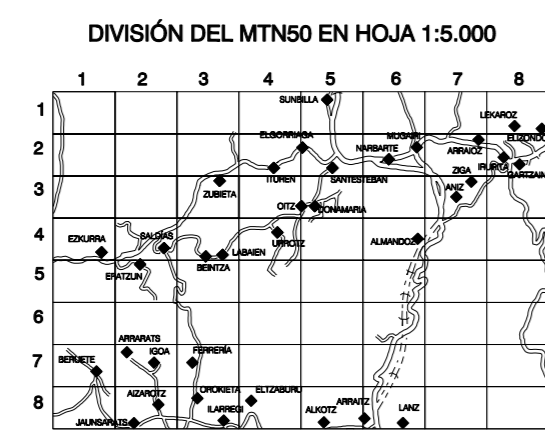 DIVISIÓN DEL MTN50 EN HOJA 1:5.000
1 2 3 4 5 6 7 8
1
SUNBILLA
LEKAROZ
2
ELGORRIAGA
MUGAIRI
ELIZONDO
NARBARTE
ARRAIOZ
IRURITA
ITUREN
SANTESTEBAN
ZIGA
GARTZAIN
3
ZUBIETA
ANIZ
OITZ
DONAMARIA
4
EZKURRA
SALDIAS
URROTZ
ALMANDOZ
LABAIEN
BEINTZA
5
ERATZUN
6
ARRARATS
7
BERUETE
IGOA
FERRERÍA
8
AIZAROTZ
OROKIETA
ELTZABURU
ILARREGI
ALKOTZ
ARRAITZ
LANZ
JAUNSARATS